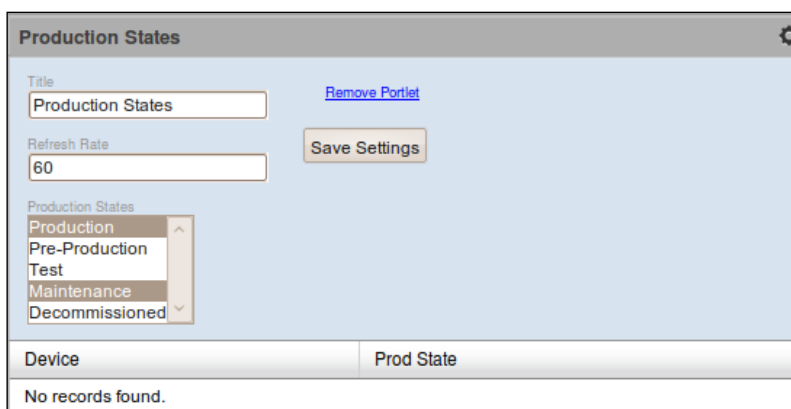 Production States
Title
Production States
Remove Portlet
Refresh Rate
60
Save Settings
Production States
Production
Pre-Production
Test
Maintenance
Decommissioned
Device Prod State
No records found.